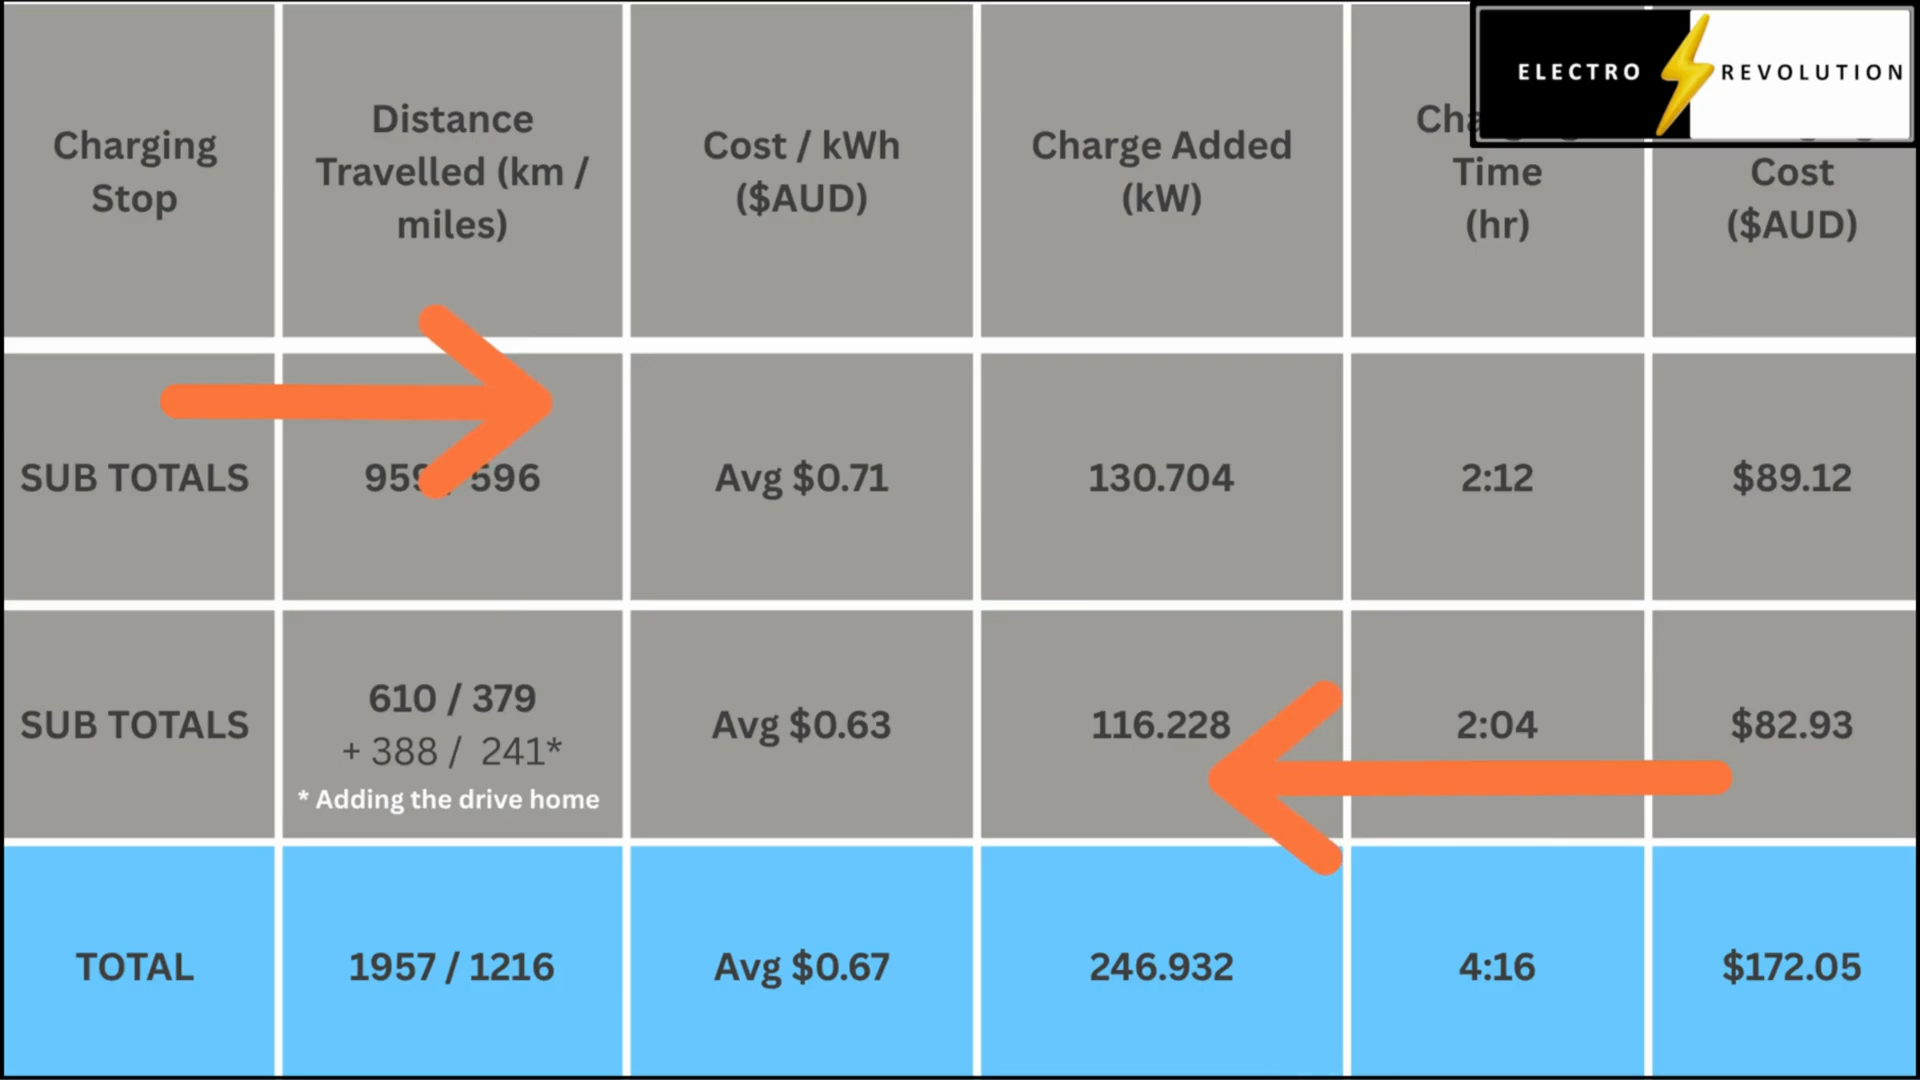 ELECTRO REVOLUTION
Charging
Stop
Distance
Travelled (km /
miles)
Cost / kWh
($AUD)
Charge Added
(kW)
Time
(hr)
Cost
($AUD)
SUB TOTALS
596
Avg $0.71
130.704
2:12
$89.12
SUB TOTALS
610 / 379
+ 388 / 241*
* Adding the drive home
Avg $0.63
116.228
2:04
$82.93
TOTAL
1957 / 1216
Avg $0.67
246.932
4:16
$172.05